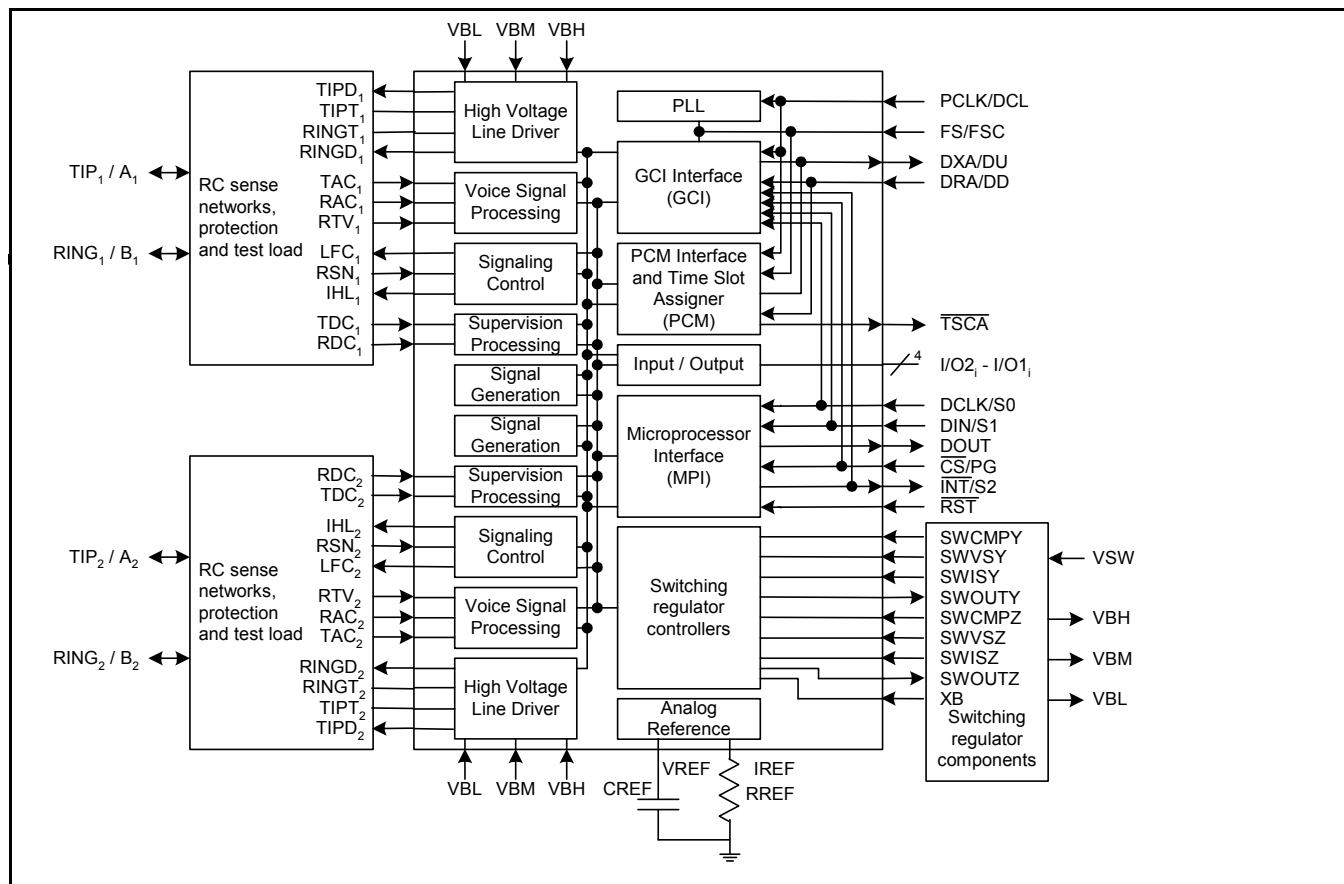 VBL VBM VBH
TIPD1
TIPT1
RINGT1
RINGD1
TAC1
RAC1
RTV1
LFC1
RSN1
IHL1
TDC1
RDC1
TIP1 / A1
RING1 / B1
RC sense
networks,
protection
and test load
High Voltage
Line Driver
Voice Signal
Processing
Signaling
Control
Supervision
Processing
Signal
Generation
Signal
Generation
Supervision
Processing
Signaling
Control
Voice Signal
Processing
High Voltage
Line Driver
PLL
GCI Interface
(GCI)
PCM Interface
and Time Slot
Assigner
(PCM)
Input / Output
Microprocessor
Interface
(MPI)
Switching
regulator
controllers
Analog
Reference
PCLK/DCL
FS/FSC
DXA/DU
DRA/DD
TSCA
4
I/O2i - I/O1i
DCLK/S0
DIN/S1
DOUT
CS/PG
INT/S2
RST
SWCMPY
SWVSY
SWISY
SWOUTY
SWCMPZ
SWVSZ
SWISZ
SWOUTZ
XB
Switching
regulator
components
VSW
VBH
VBM
VBL
RDC2
TDC2
IHL2
RSN2
LFC2
RTV2
RAC2
TAC2
RINGD2
RINGT2
TIPT2
TIPD2
TIP2 / A2
RING2 / B2
RC sense
networks,
protection
and test load
VBL VBM VBH
VREF IREF
CREF RREF